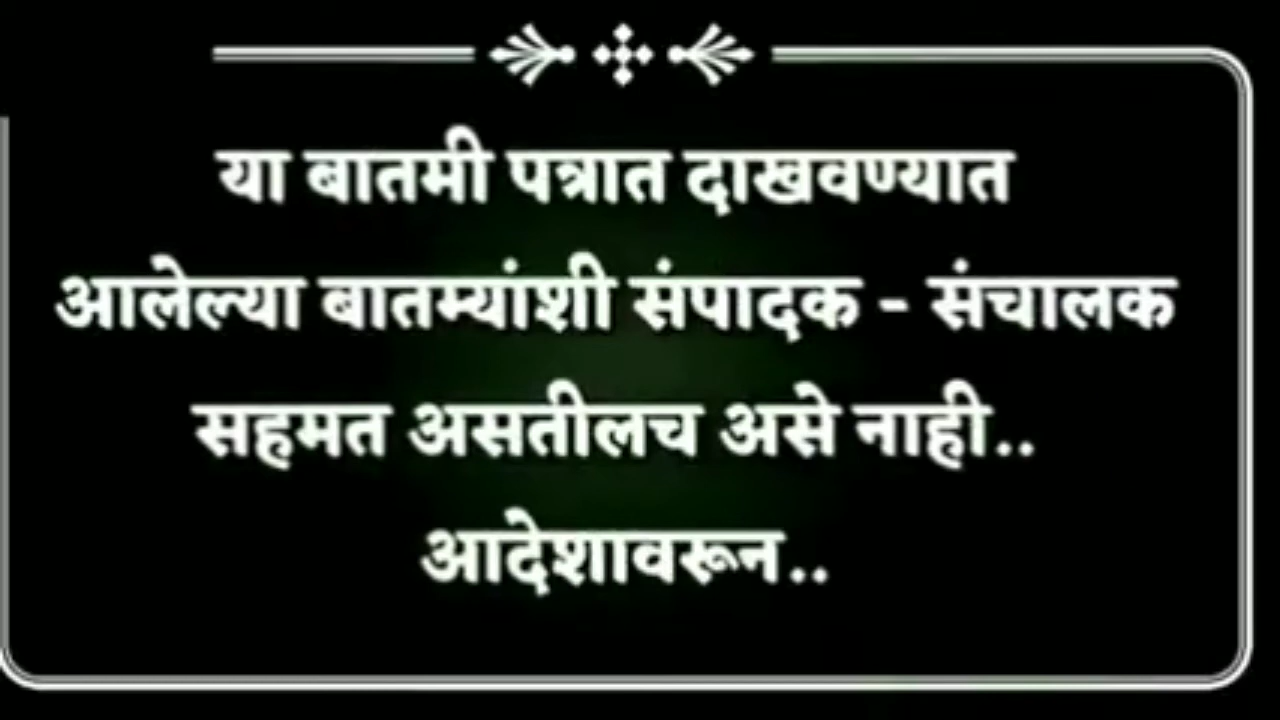 या बातमी पत्रात दाखवण्यात
आलेल्या बातम्यांशी संपादक - संचालक
सहमत असतीलच असे नाही..
आदेशावरून..